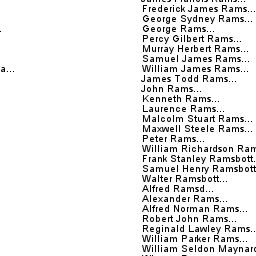 Frederick James Rams...
George Sydney Rams...
George Rams...
Percy Gilbert Rams...
Murray Herbert Rams...
Samuel James Rams...
a...
William James Rams...
James Todd Rams...
John Rams...
Kenneth Rams...
Laurence Rams...
Malcolm Stuart Rams...
Maxwell Steele Rams...
Peter Rams...
William Richardson Ram
Frank Stanley Ramsbott.
Samuel Henry Ramsbott
Walter Ramsbott...
Alfred Ramsd...
Alexander Rams...
Alfred Norman Rams...
Robert John Rams...
Reginald Lawley Rams...
William Parker Rams...
William Seldon Maynard